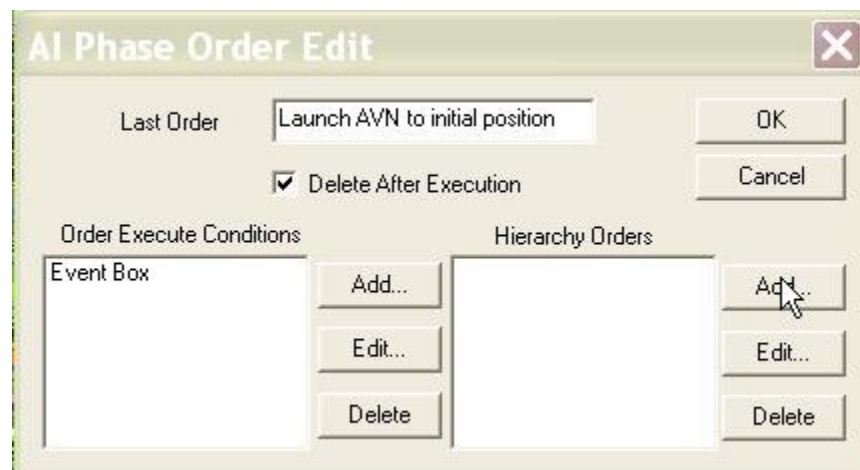 AI Phase Order Edit
Last Order
Launch AVN to initial position
OK
Delete After Execution
Cancel
Order Execute Conditions
Hierarchy Orders
Event Box
Add...
Add...
Edit...
Edit...
Delete
Delete